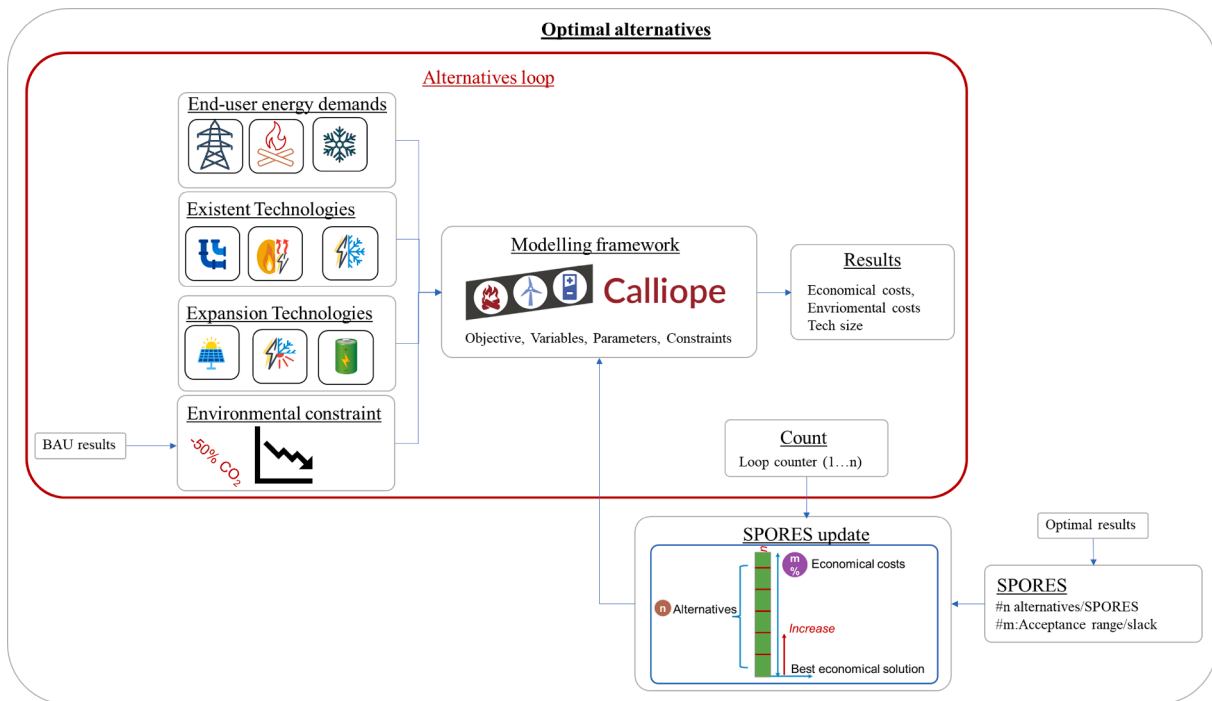 Optimal alternatives
Alternatives loop
End-user energy demands
Existent Technologies
Expansion Technologies
Environmental constraint
-50% CO2
BAU results
Modelling framework
Calliope
Objective, Variables, Parameters, Constraints
Results
Economical costs,
Enviromental costs
Tech size
Count
Loop counter (1…n)
SPORES update
m
%
Economical costs
n
Alternatives
Increase
Best economical solution
Optimal results
SPORES
#n alternatives/SPORES
#m:Acceptance range/slack